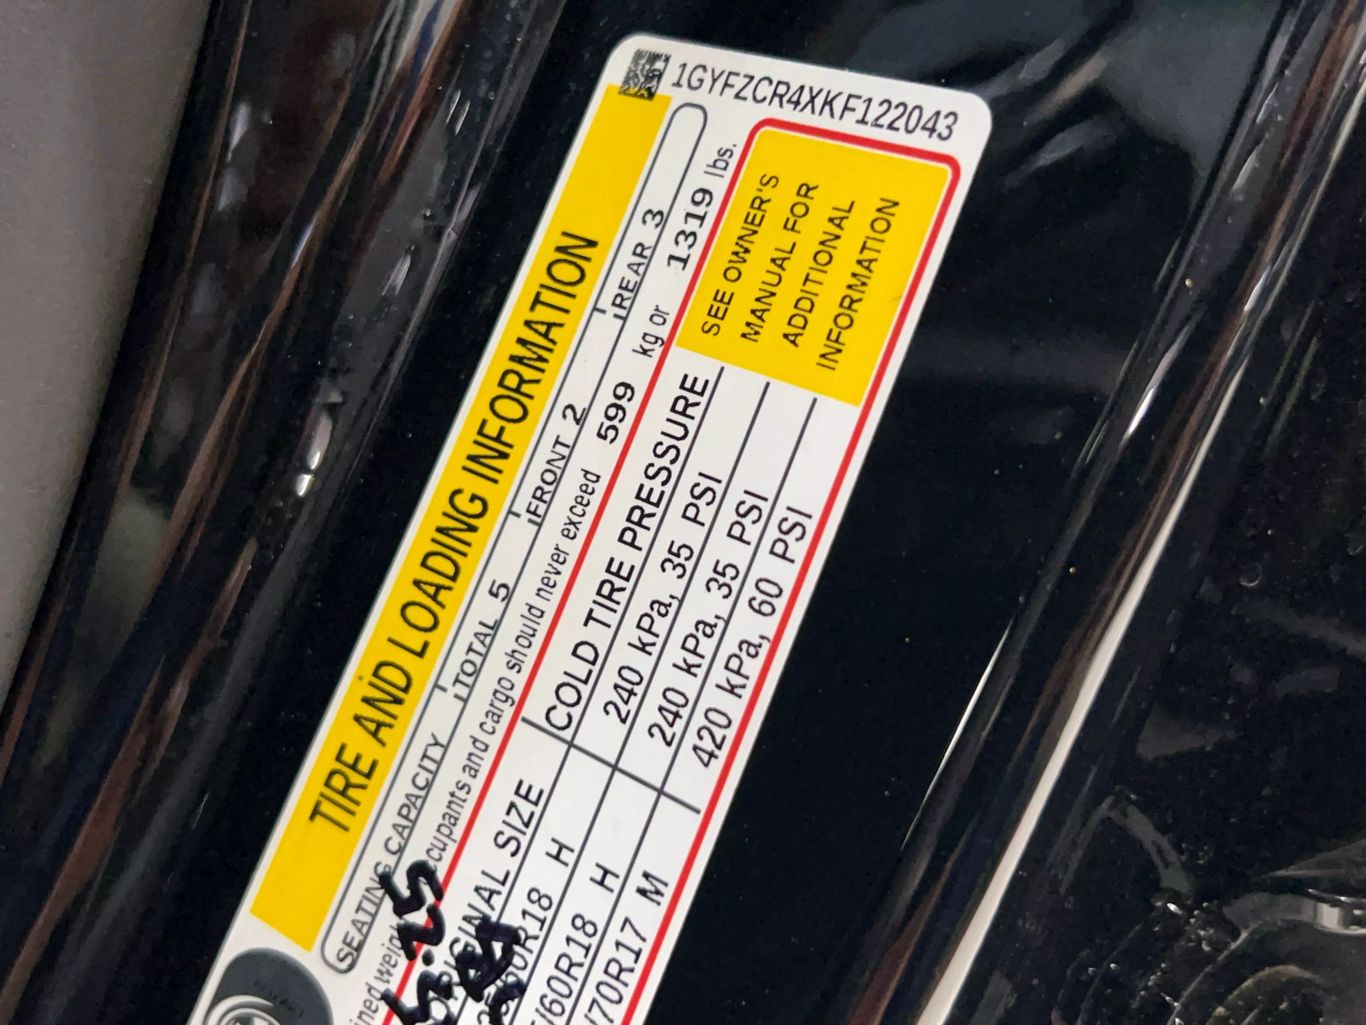 1GYFZCR4XKF122043
TIRE AND LOADING INFORMATION
SEATING CAPACITY TOTAL 5 FRONT 2 REAR 3
cupants and cargo should never exceed 599 kg or 1319 lbs.
ORIGINAL SIZE COLD TIRE PRESSURE
R18 H 240 kPa, 35 PSI
/60R18 H 240 kPa, 35 PSI
/70R17 M 420 kPa, 60 PSI
SEE OWNER'S
MANUAL FOR
ADDITIONAL
INFORMATION